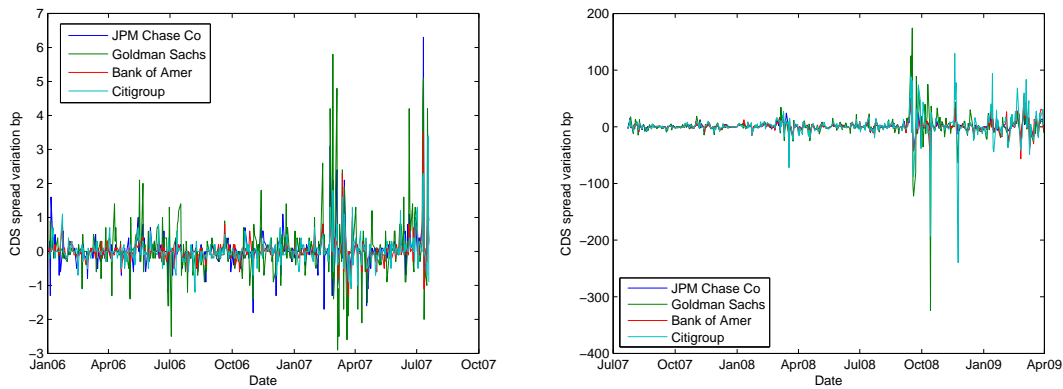 7
6
5
4
3
2
1
0
−1
−2
−3
CDS spread variation bp
JPM Chase Co
Goldman Sachs
Bank of Amer
Citigroup
Jan06 Apr06 Jul06 Oct06 Jan07 Apr07 Jul07 Oct07
Date
200
100
0
−100
−200
−300
−400
CDS spread variation bp
JPM Chase Co
Goldman Sachs
Bank of Amer
Citigroup
Jul07 Oct07 Jan08 Apr08 Jul08 Oct08 Jan09 Apr09
Date